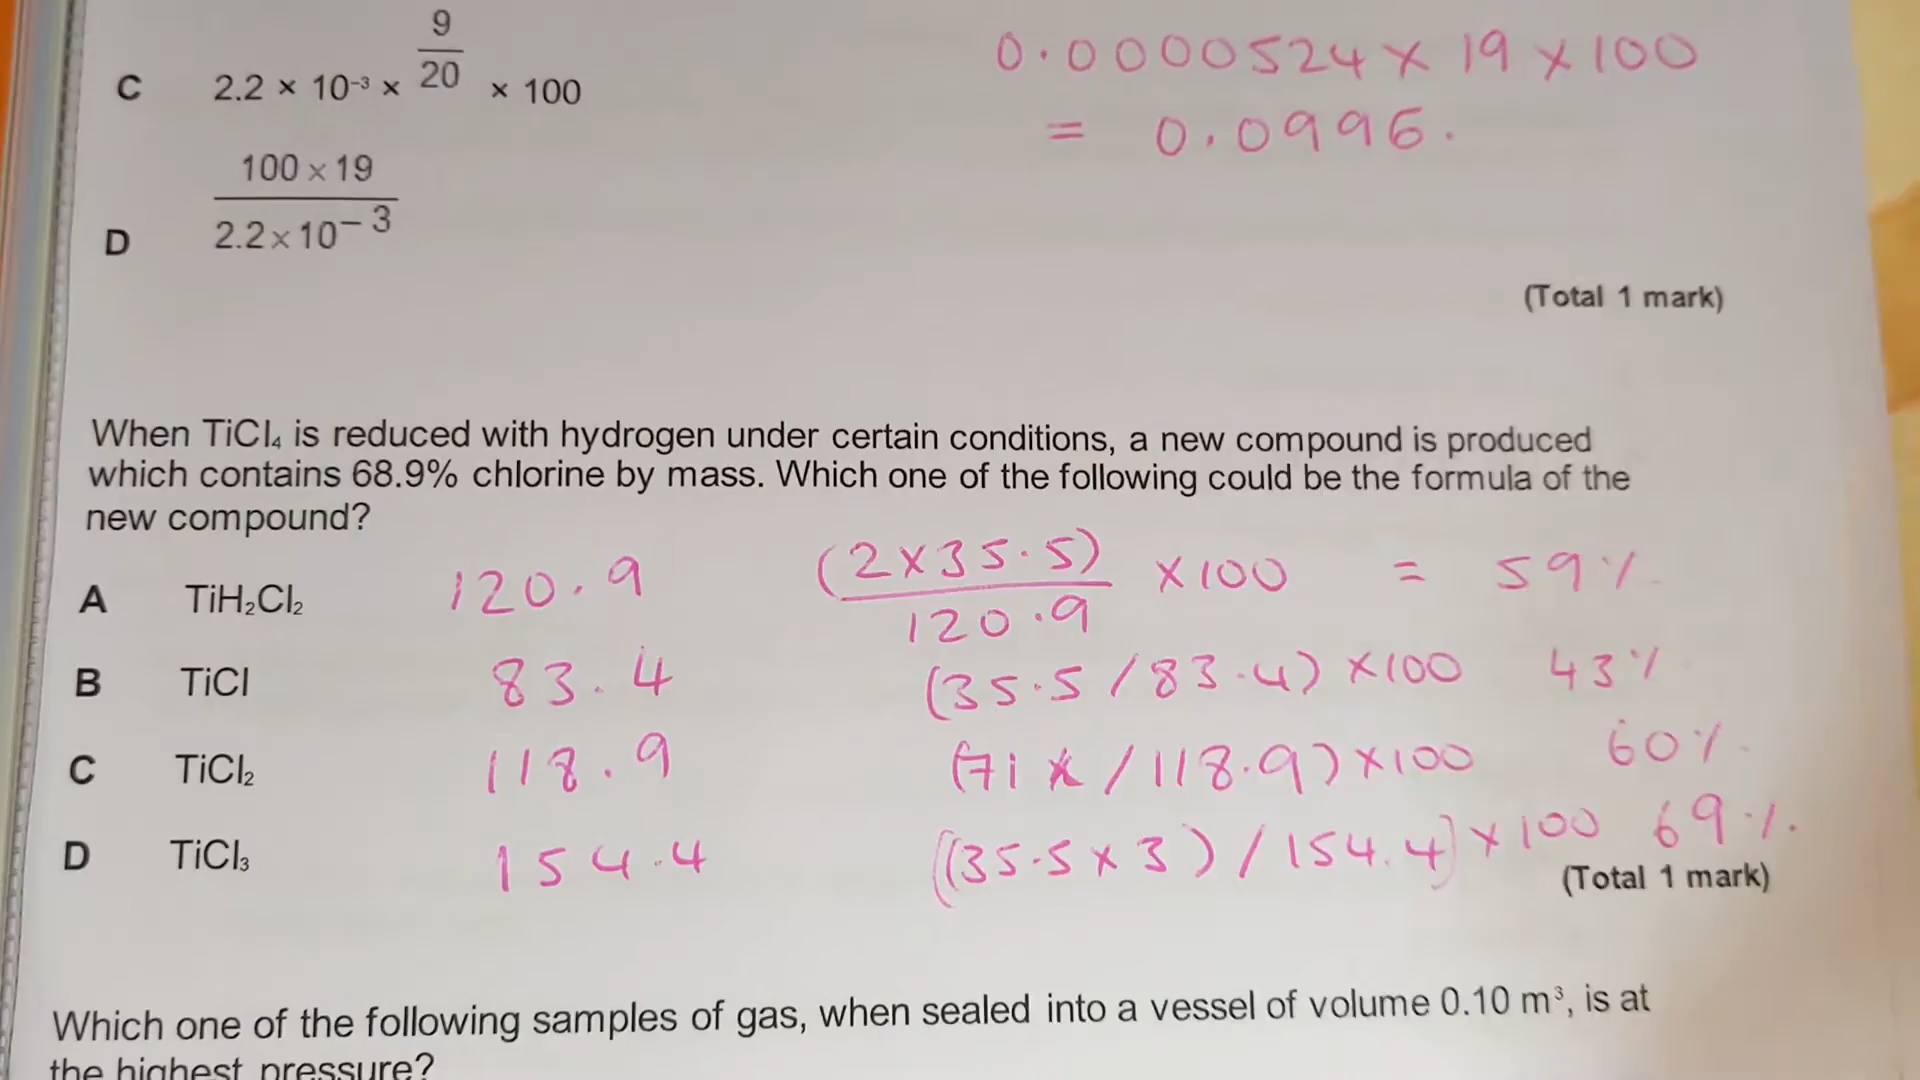 9
C 2.2 × 10⁻³ × 20 × 100
0.0000524 × 19 × 100
= 0.0996.
100 × 19
D 2.2×10⁻³
(Total 1 mark)
When TiCl₄ is reduced with hydrogen under certain conditions, a new compound is produced
which contains 68.9% chlorine by mass. Which one of the following could be the formula of the
new compound?
A TiH₂Cl₂ 120.9 (2×35.5) ×100 = 59%
120.9
B TiCl 83.4 (35.5/83.4) ×100 43%
C TiCl₂ 118.9 (71 × /118.9) ×100 60%
D TiCl₃ 154.4 [(35.5×3)/154.4] ×100 69%.
(Total 1 mark)
Which one of the following samples of gas, when sealed into a vessel of volume 0.10 m³, is at
the highest pressure?